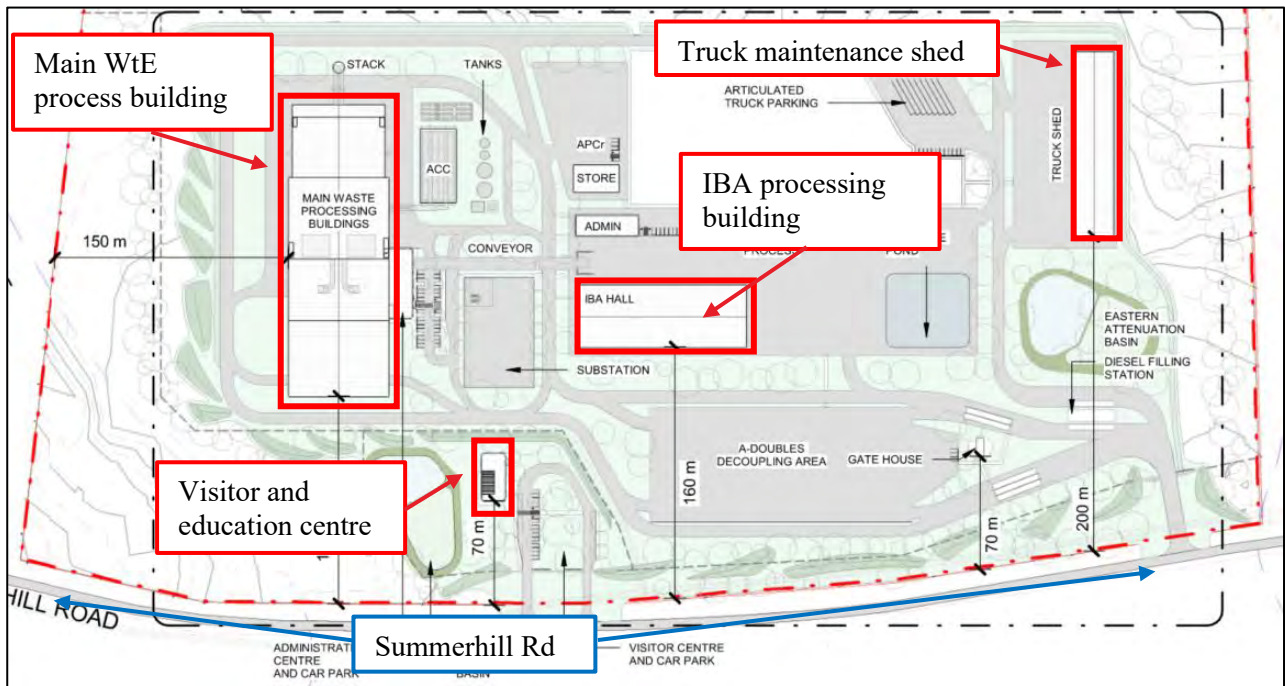 Main WtE
process building
STACK
TANKS
Truck maintenance shed
ARTICULATED
TRUCK PARKING
TRUCK SHED
ACC
APCr
STORE
IBA processing
building
MAIN WASTE
PROCESSING
BUILDINGS
ADMIN
150 m
CONVEYOR
PROCESS
POND
IBA HALL
EASTERN
ATTENUATION
BASIN
DIESEL FILLING
STATION
SUBSTATION
A-DOUBLES
DECOUPLING AREA
GATE HOUSE
Visitor and
education centre
160 m
200 m
70 m
70 m
HILL ROAD
Summerhill Rd
ADMINISTRAT
CENTRE
AND CAR PARK
VISITOR CENTRE
AND CAR PARK